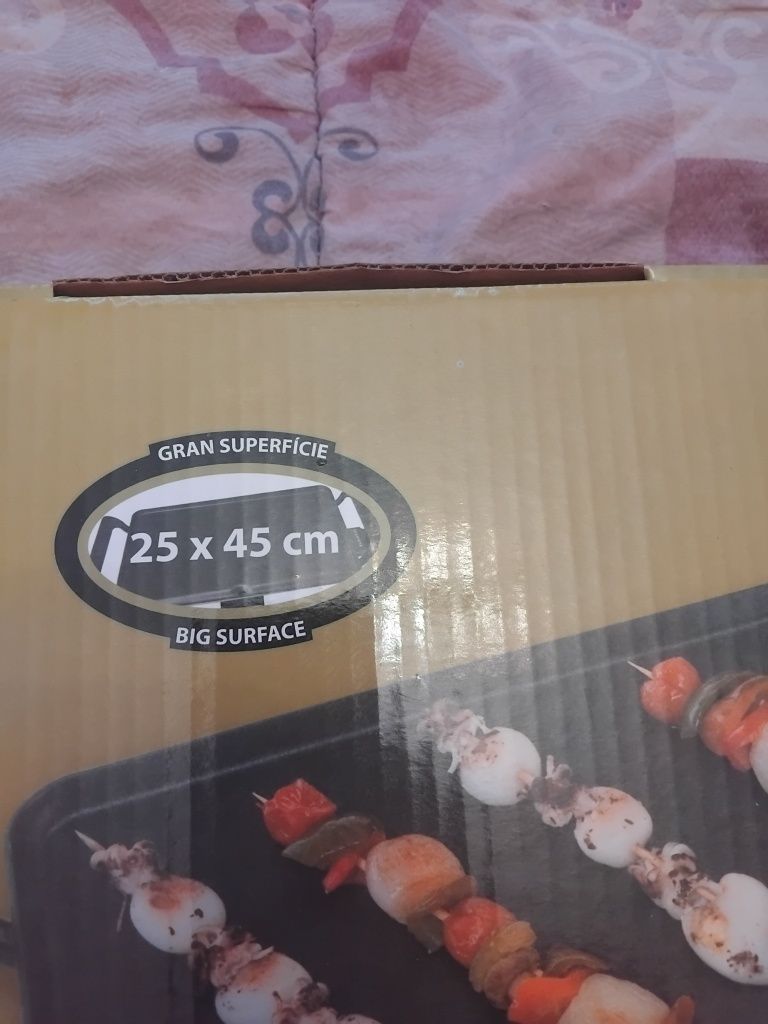 GRAN SUPERFÍCIE
25 x 45 cm
BIG SURFACE